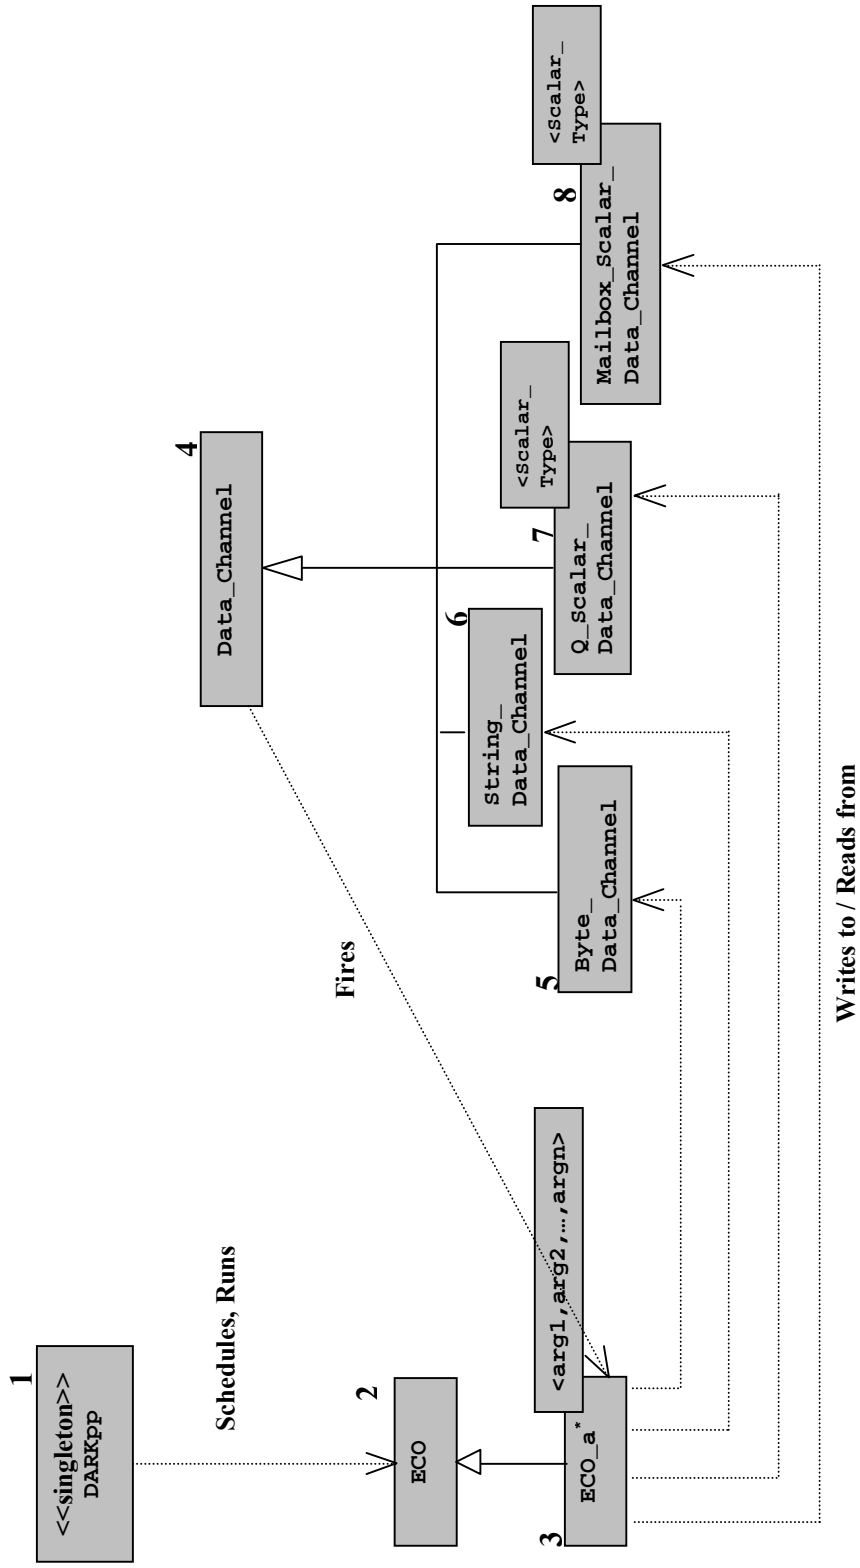 1
<<singleton>>
DARKpp
Schedules, Runs
2
ECO
3
ECO_a*
<arg1,arg2,…,argn>
Fires
4
Data_Channel
5
Byte_
Data_Channel
6
String_
Data_Channel
7
Q_Scalar_
Data_Channel
<Scalar_
Type>
8
Mailbox_Scalar_
Data_Channel
<Scalar_
Type>
Writes to / Reads from